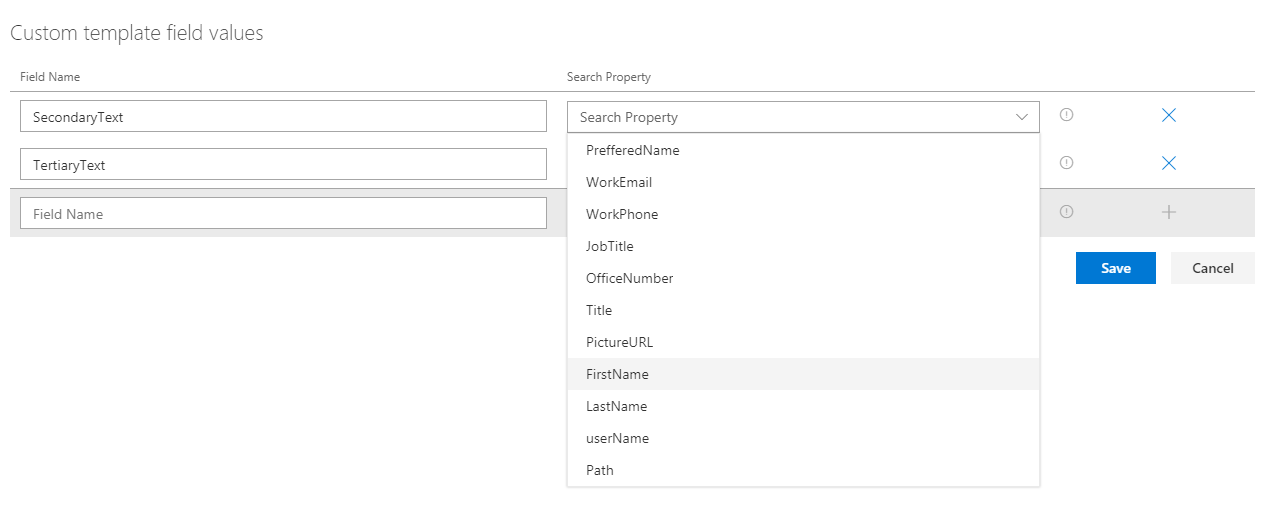 Custom template field values
Field Name Search Property
SecondaryText Search Property
PrefferedName
TertiaryText
WorkEmail
Field Name WorkPhone
JobTitle
Save Cancel
OfficeNumber
Title
PictureURL
FirstName
LastName
userName
Path